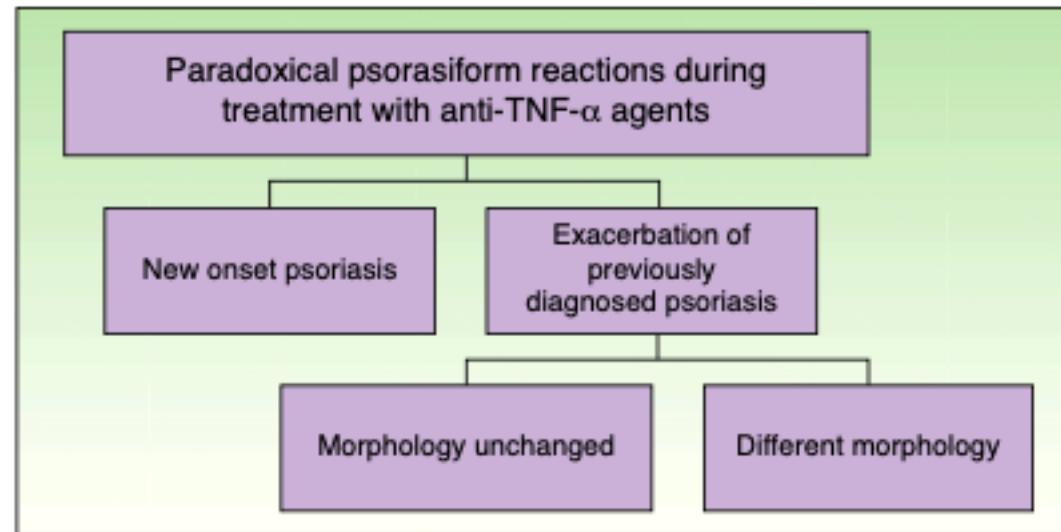 Paradoxical psorasiform reactions during
treatment with anti-TNF-α agents
New onset psoriasis
Exacerbation of
previously
diagnosed psoriasis
Morphology unchanged
Different morphology